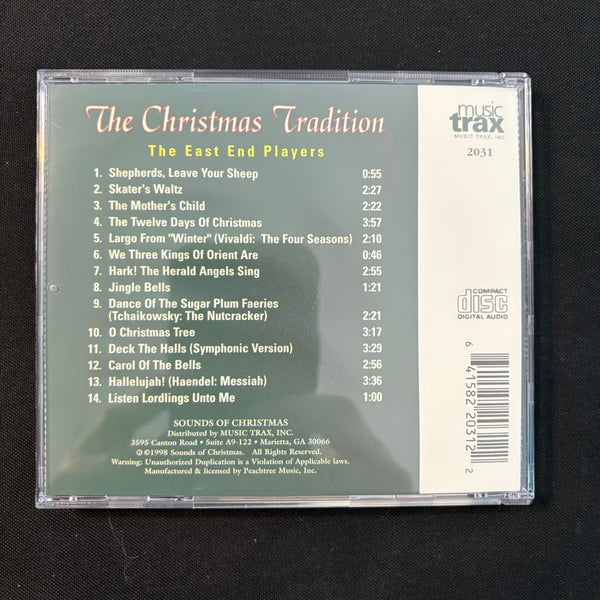 The Christmas Tradition
The East End Players
1. Shepherds, Leave Your Sheep 0:55
2. Skater's Waltz 2:27
3. The Mother's Child 2:22
4. The Twelve Days Of Christmas 3:57
5. Largo From "Winter" (Vivaldi: The Four Seasons) 2:10
6. We Three Kings Of Orient Are 0:46
7. Hark! The Herald Angels Sing 2:55
8. Jingle Bells 1:21
9. Dance Of The Sugar Plum Faeries
(Tchaikowsky: The Nutcracker) 2:21
10. O Christmas Tree 3:17
11. Deck The Halls (Symphonic Version) 3:29
12. Carol Of The Bells 2:56
13. Hallelujah! (Haendel: Messiah) 3:36
14. Listen Lordlings Unto Me 1:00
SOUNDS OF CHRISTMAS
Distributed by MUSIC TRAX, INC.
3595 Canton Road • Suite A9-122 • Marietta, GA 30066
℗©1998 Sounds of Christmas. All Rights Reserved.
Warning: Unauthorized Duplication is a Violation of Applicable laws.
Manufactured & licensed by Peachtree Music, Inc.
music
trax
MUSIC TRAX, INC
2031
COMPACT
disc
DIGITAL AUDIO
6 41582 20312 2